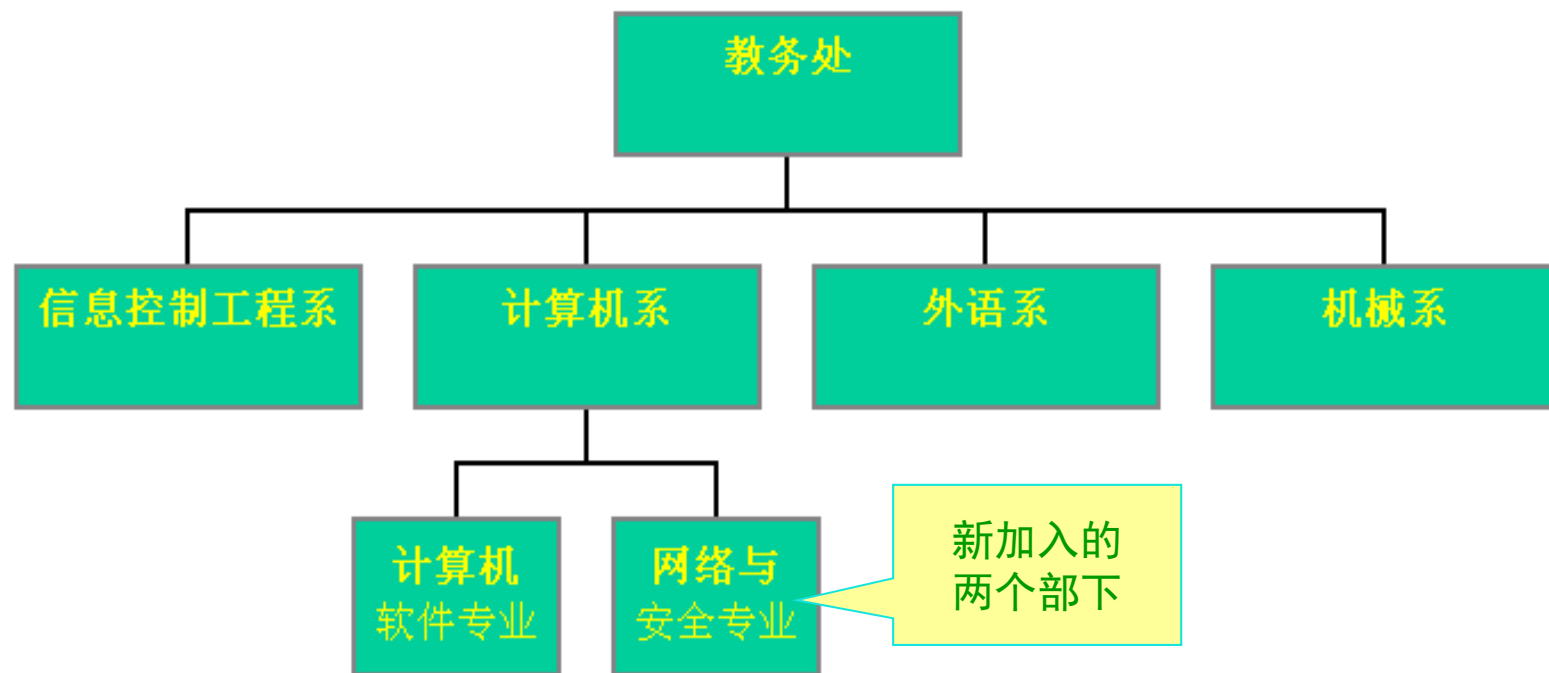 教务处
信息控制工程系
计算机系
外语系
机械系
计算机
软件专业
网络与
安全专业
新加入的
两个部下